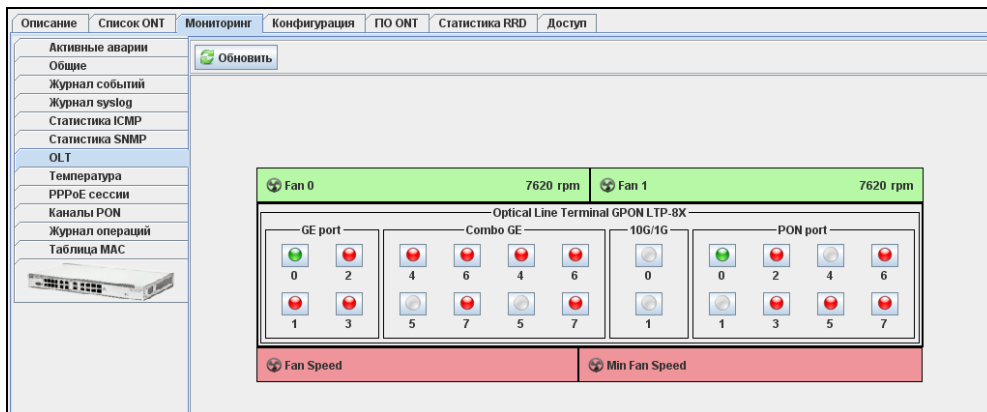 Описание Список ONT Мониторинг Конфигурация ПО ONT Статистика RRD Доступ
Активные аварии
Общие
Журнал событий
Журнал syslog
Статистика ICMP
Статистика SNMP
OLT
Температура
PPPoE сессии
Каналы PON
Журнал операций
Таблица MAC
Обновить
Fan 0 7620 rpm Fan 1 7620 rpm
Optical Line Terminal GPON LTP-8X
GE port Combo GE 10G/1G PON port
0 2 4 6 4 6 0 0 2 4 6
1 3 5 7 5 7 1 1 3 5 7
Fan Speed Min Fan Speed